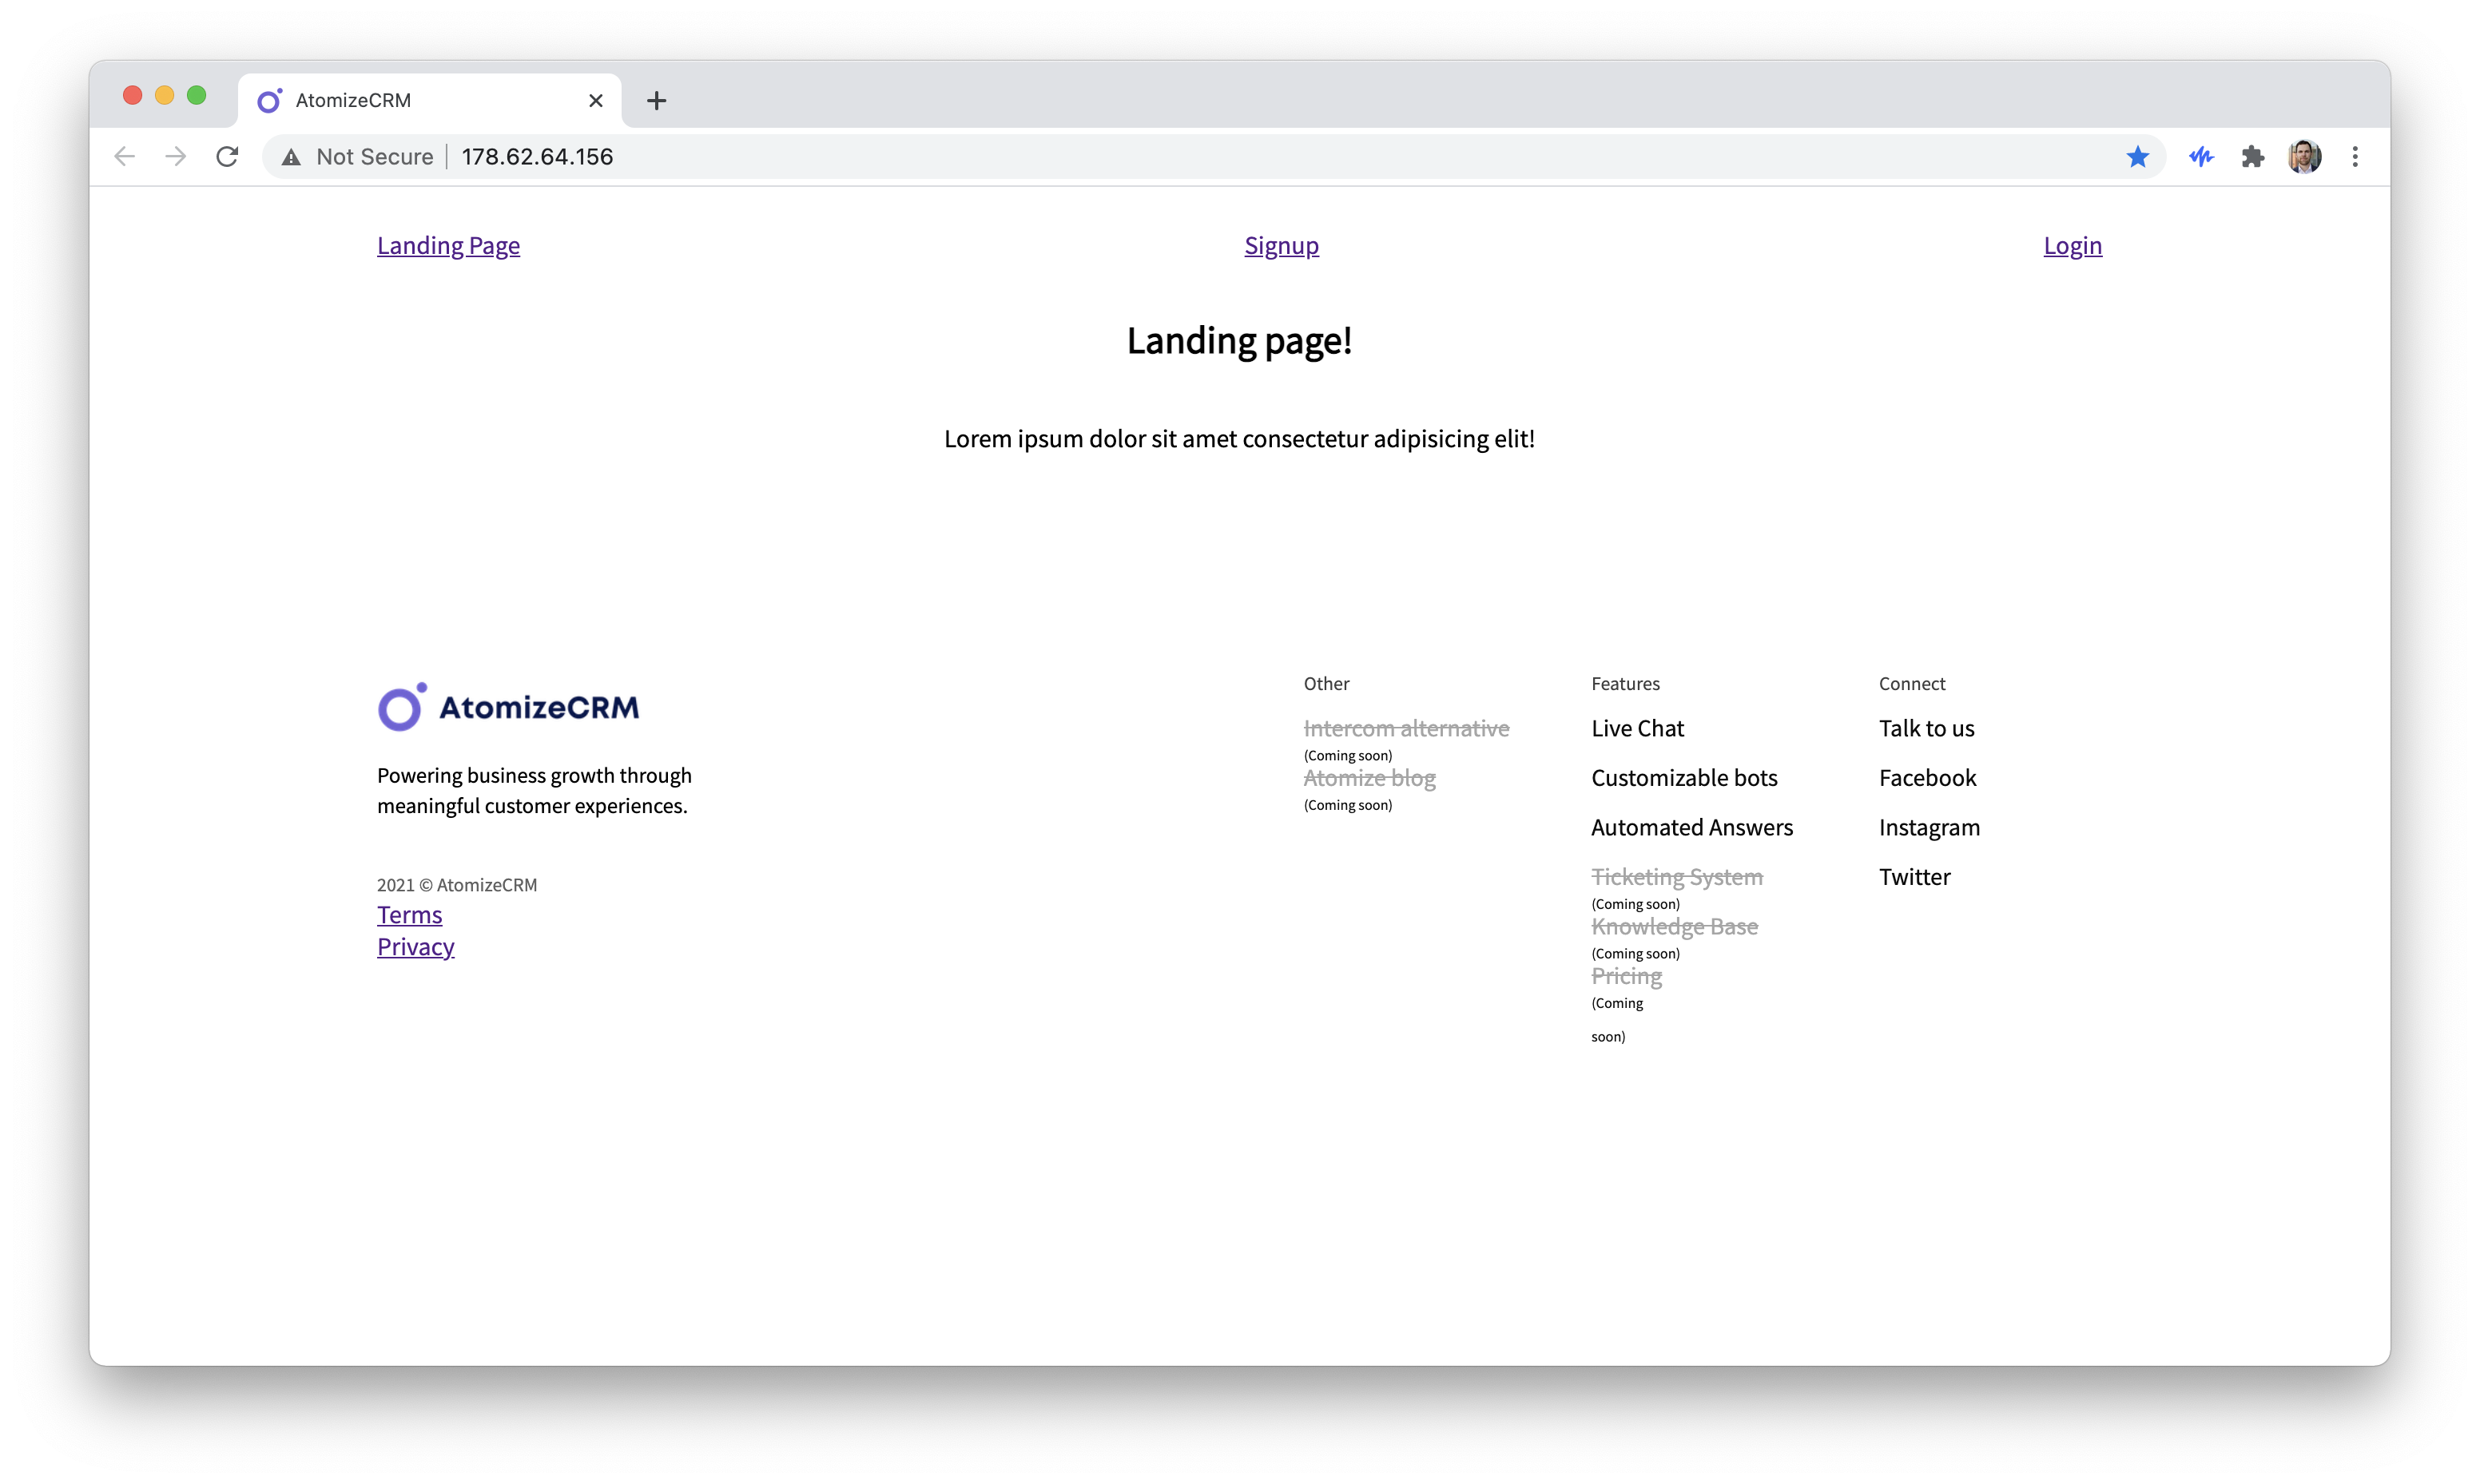 AtomizeCRM
Not Secure
178.62.64.156
Landing Page
Signup
Login
Landing page!
Lorem ipsum dolor sit amet consectetur adipisicing elit!
AtomizeCRM
Powering business growth through
meaningful customer experiences.
2021 © AtomizeCRM
Terms
Privacy
Other
Intercom alternative
(Coming soon)
Atomize blog
(Coming soon)
Features
Live Chat
Customizable bots
Automated Answers
Ticketing System
(Coming soon)
Knowledge Base
(Coming soon)
Pricing
(Coming
soon)
Connect
Talk to us
Facebook
Instagram
Twitter